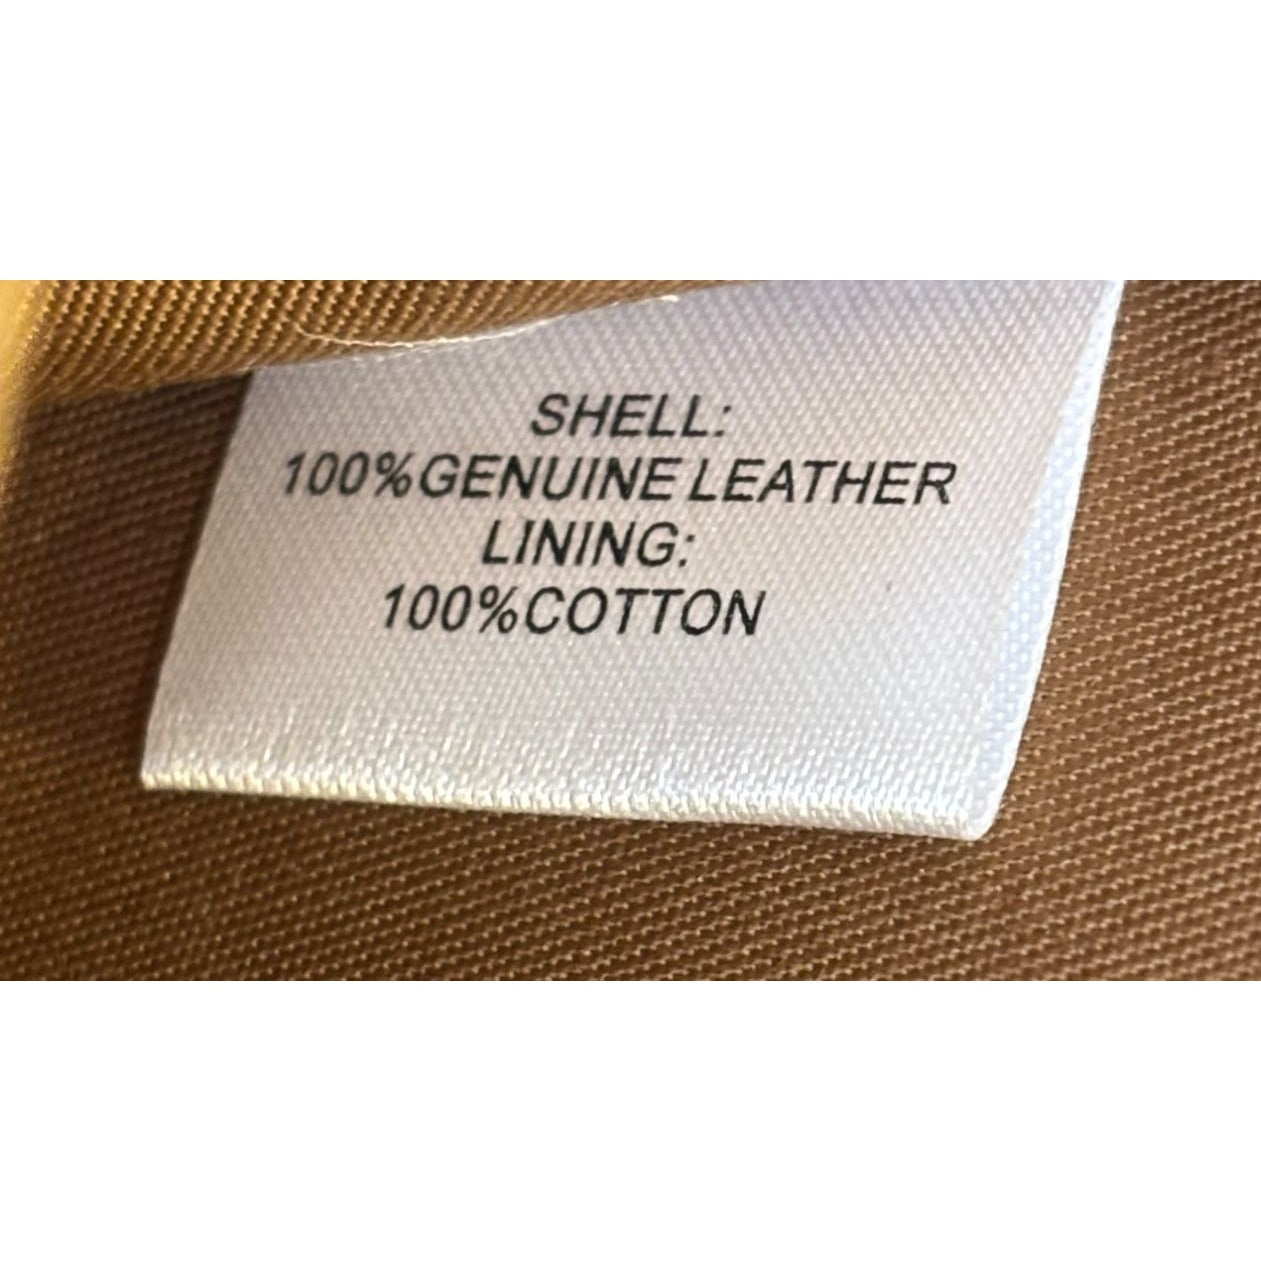 SHELL:
100%GENUINE LEATHER
LINING:
100%COTTON